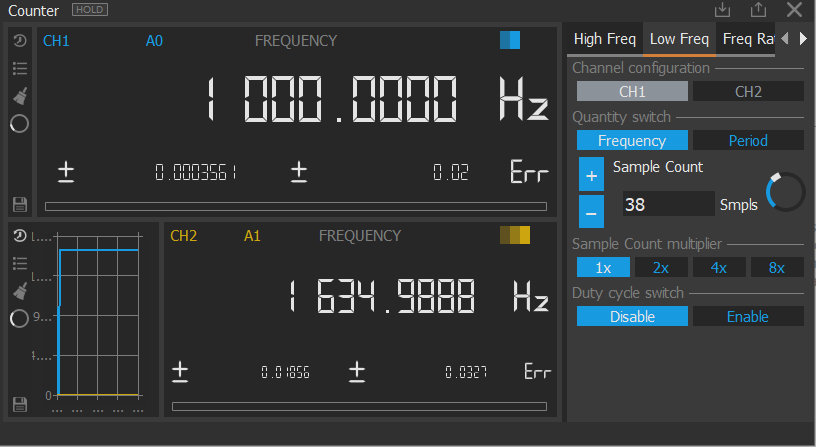 Counter HOLD
CH1 A0 FREQUENCY
1 000.0000 Hz
± 0.0003561 ± 0.02 Err
CH2 A1 FREQUENCY
1 634.9888 Hz
± 0.01856 ± 0.0327 Err
1....
1....
9...
4....
0
... ... ... ... ...
High Freq Low Freq Freq Ra
Channel configuration
CH1 CH2
Quantity switch
Frequency Period
+ Sample Count
− 38 Smpls
Sample Count multiplier
1x 2x 4x 8x
Duty cycle switch
Disable Enable